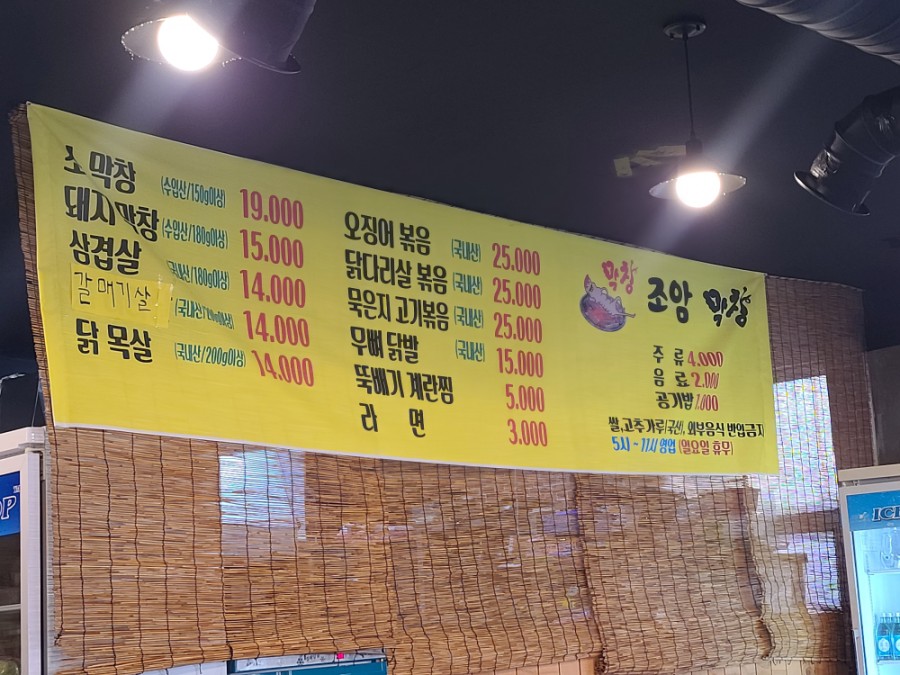 소막창 (수입산/150g이상) 19.000
돼지막창 (수입산/180g이상) 15.000
삼겹살 (국내산/180g이상) 14.000
갈매기살 14.000
닭 목살 (국내산/200g이상) 14.000
오징어 볶음 (국내산) 25.000
닭다리살 볶음 (국내산) 25.000
묵은지 고기볶음 (국내산) 25.000
무뼈 닭발 (국내산) 15.000
뚝배기 계란찜 5.000
라 면 3.000
막창
조암 막창
주 류 4.000
음 료 2.000
공기밥 1.000
쌀,고추가루(국산), 외부음식 반입금지
5시 ~ 11시 영업 (일요일 휴무)